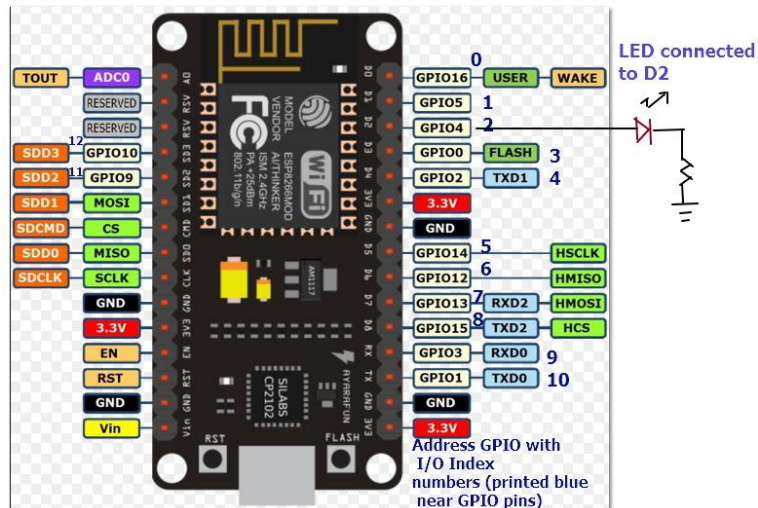 0
LED connected
to D2
TOUT ADC0 A0 D0 GPIO16 USER WAKE
RESERVED RSV D1 GPIO5 1
RESERVED RSV D2 GPIO4 2
12
SDD3 GPIO10 SD3 D3 GPIO0 FLASH 3
11
SDD2 GPIO9 SD2 D4 GPIO2 TXD1 4
SDD1 MOSI SD1 3V3 3.3V
SDCMD CS CMD GND GND
SDD0 MISO SD0 D5 GPIO14 5 HSCLK
SDCLK SCLK CLK D6 GPIO12 6 HMISO
GND GND D7 GPIO13 7 RXD2 HMOSI
3.3V 3V3 D8 GPIO15 8 TXD2 HCS
EN EN RX GPIO3 RXD0 9
RST RST TX GPIO1 TXD0 10
GND GND GND GND
Vin Vin 3V3 3.3V
MODEL
VENDOR
ESP8266MOD
AI/THINKER
ISM 2.4GHz
PA +25dBm
802.11b/g/n
FC
Wi Fi
AM1117
SILABS
CP2102
AYARAFUN
RST
FLASH
Address GPIO with
I/O Index
numbers (printed blue
near GPIO pins)